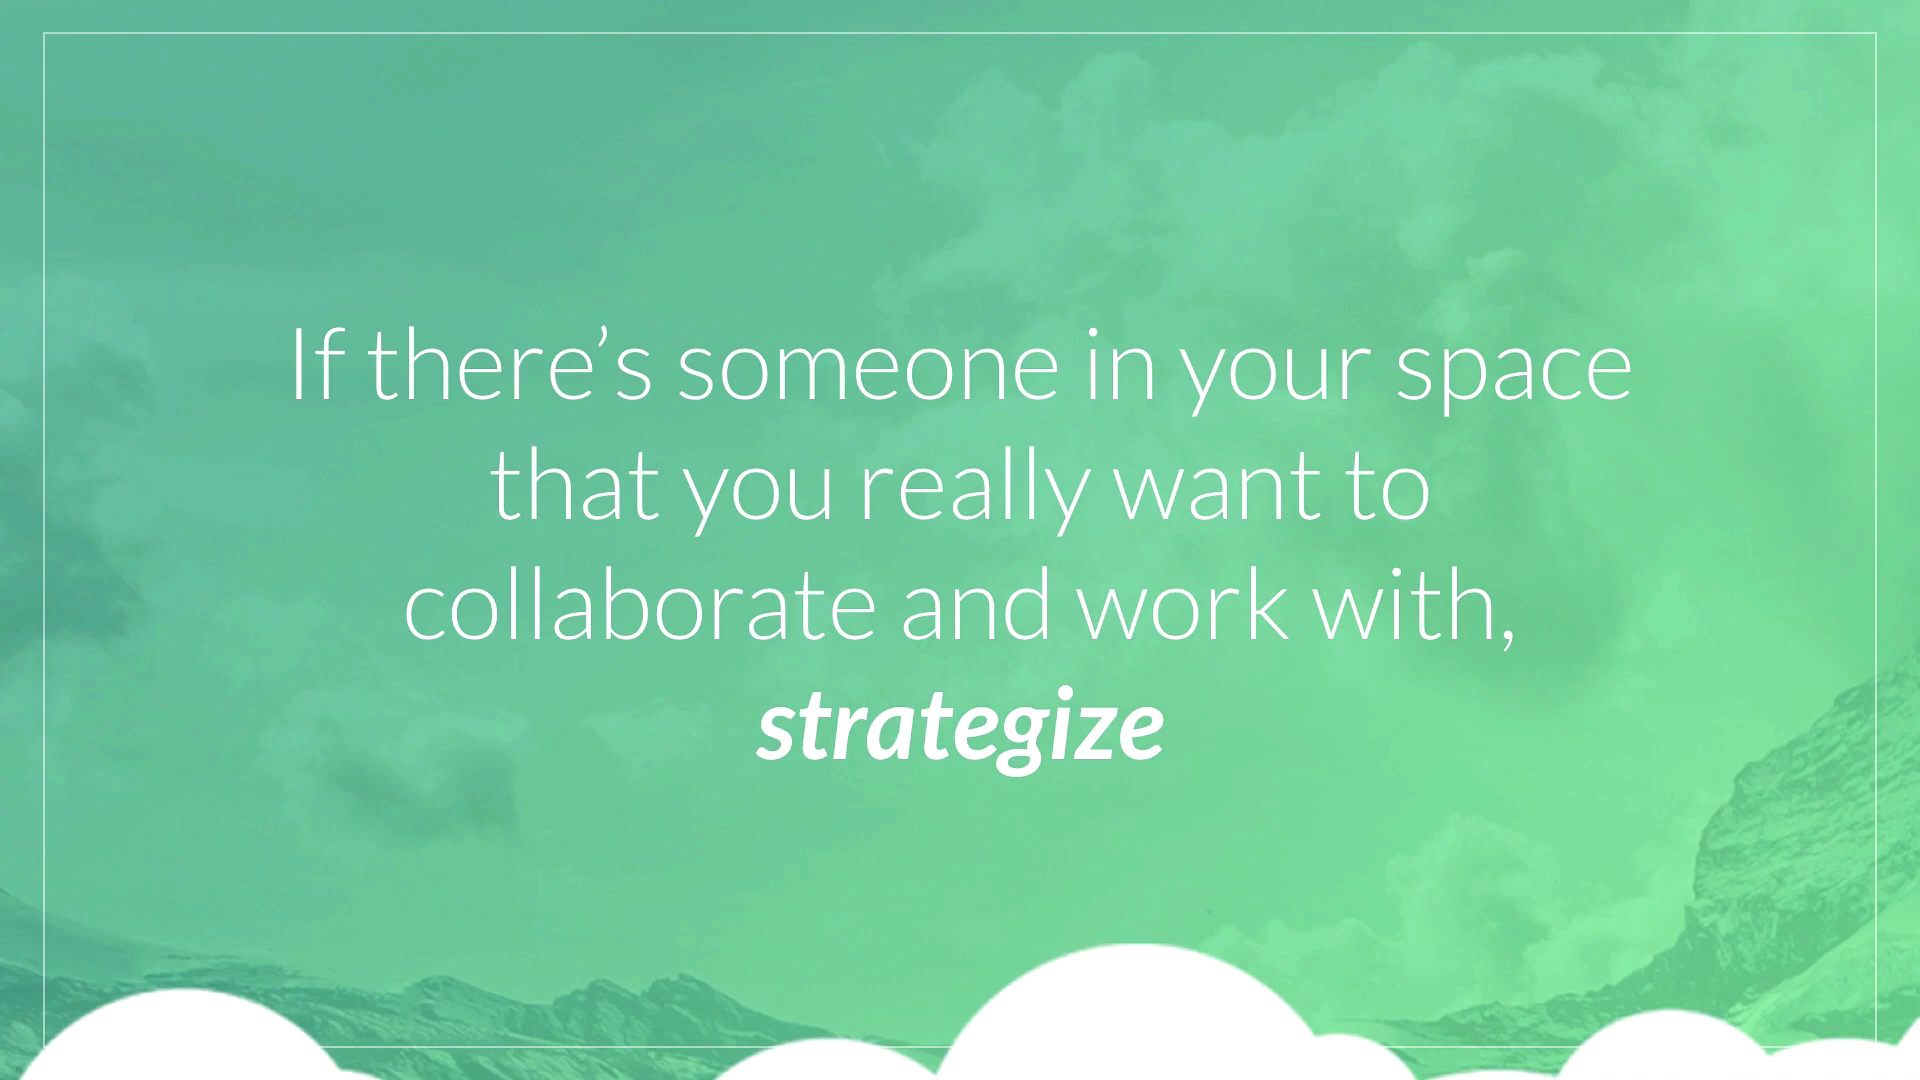 If there’s someone in your space
that you really want to
collaborate and work with,
strategize